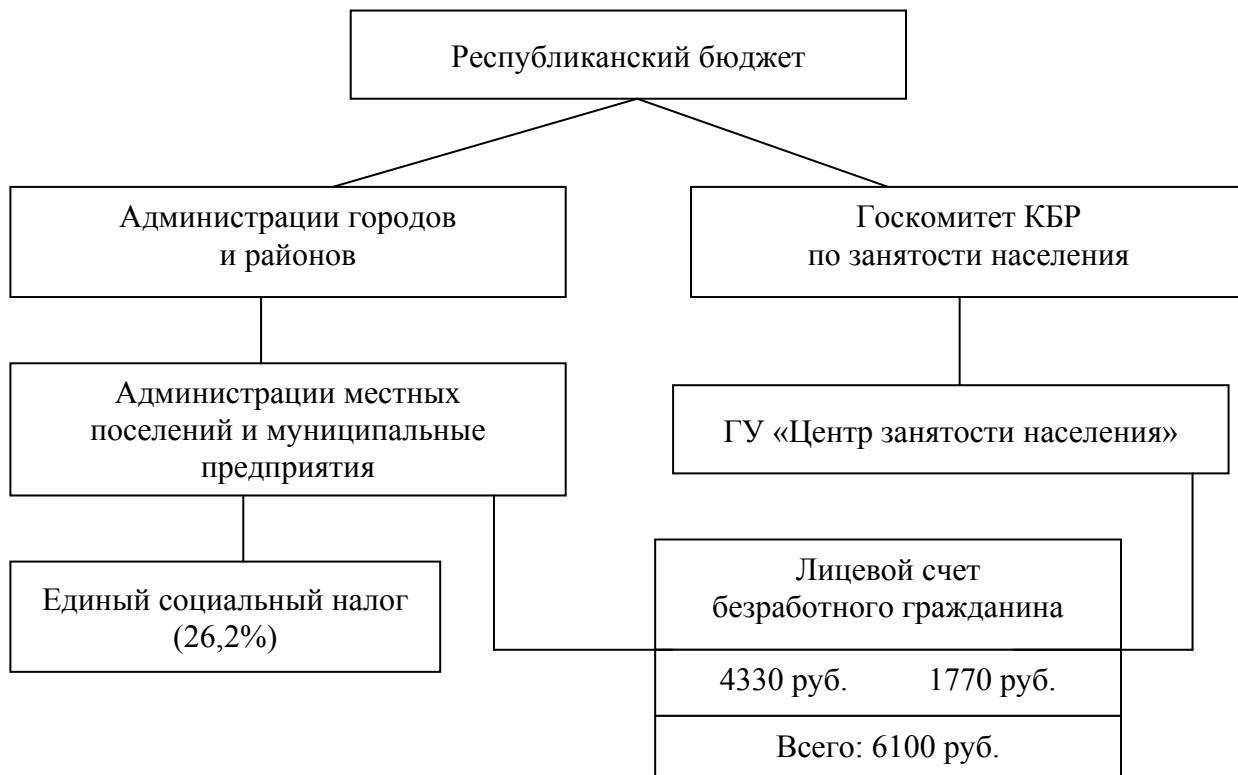 Республиканский бюджет
Администрации городов
и районов
Госкомитет КБР
по занятости населения
Администрации местных
поселений и муниципальные
предприятия
ГУ «Центр занятости населения»
Единый социальный налог
(26,2%)
Лицевой счет
безработного гражданина
4330 руб. 1770 руб.
Всего: 6100 руб.